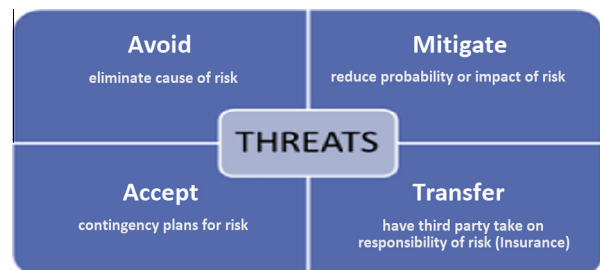 Avoid
eliminate cause of risk
Mitigate
reduce probability or impact of risk
THREATS
Accept
contingency plans for risk
Transfer
have third party take on
responsibility of risk (Insurance)